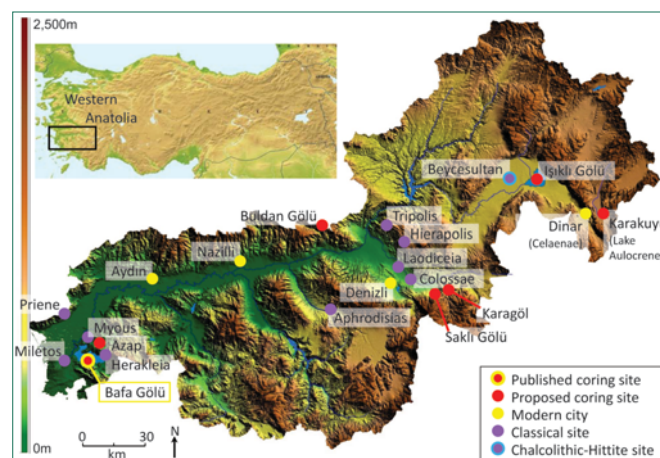 2,500m
Western
Anatolia
Beycesultan
Işıklı Gölü
Buldan Gölü
Tripolis
Hierapolis
Dinar
(Celaenae)
Karakuyu
(Lake
Aulocrene)
Nazilli
Laodiceia
Aydın
Denizli
Colossae
Priene
Aphrodisias
Karagöl
Saklı Gölü
Myous
Azap
Miletos
Herakleia
Bafa Gölü
0m
0
30
km
N
Published coring site
Proposed coring site
Modern city
Classical site
Chalcolithic-Hittite site